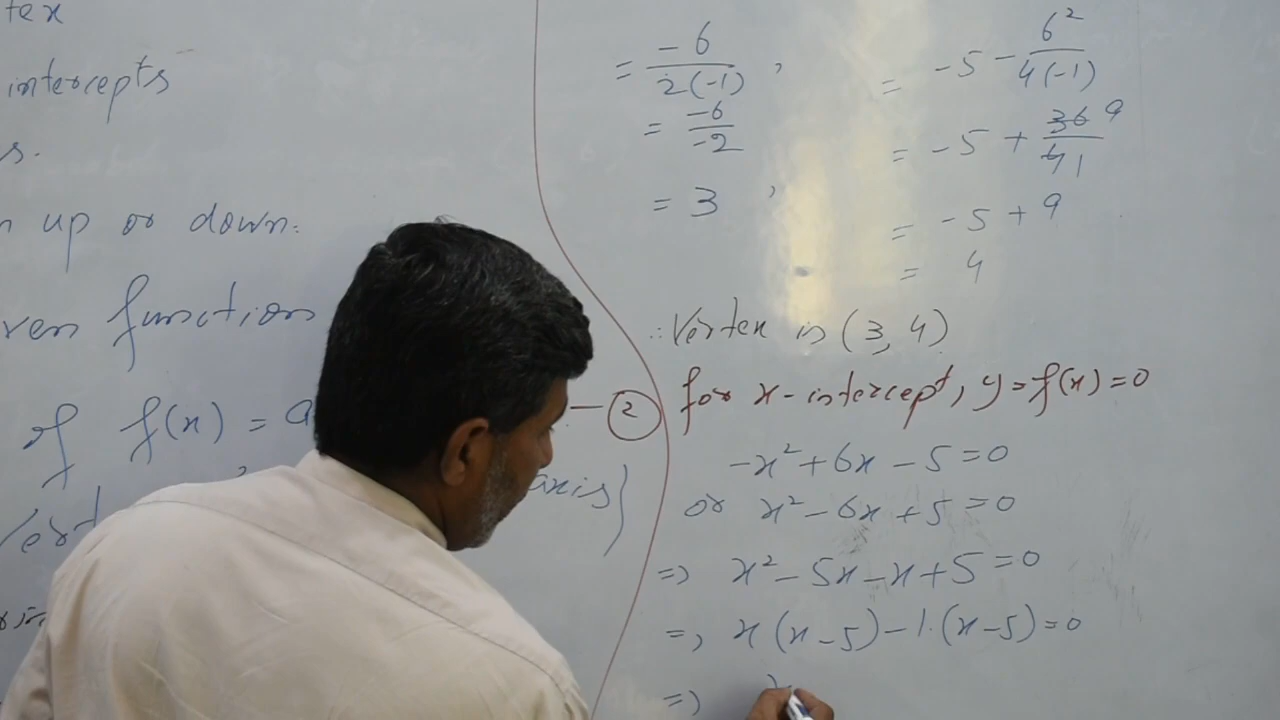 tex
intercepts
s.
n up or down.
ven function
of f(x) = a — ②
axis}
= -6/2(-1) ,
= -6/-2
= 3 ,
= -5 - 6²/4(-1)
= -5 + 36 9/4 1
= -5 + 9
= 4
∴ Vertex is (3, 4)
for x-intercept, y = f(x) = 0
-x² + 6x - 5 = 0
or x² - 6x + 5 = 0
=> x² - 5x - x + 5 = 0
=> x(x-5) - 1.(x-5) = 0
=>